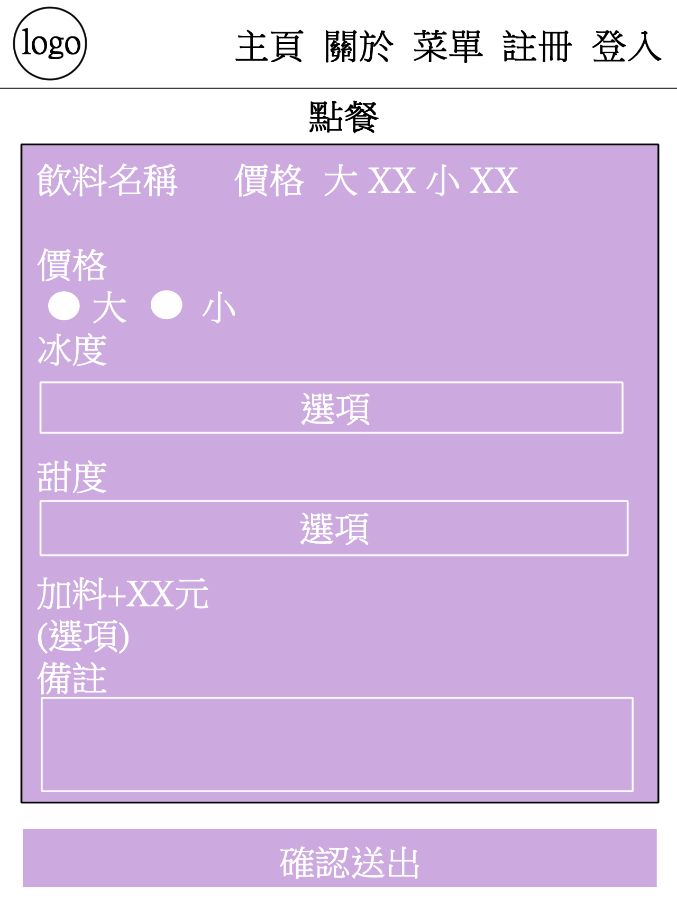 logo 主頁 關於 菜單 註冊 登入
點餐
飲料名稱 價格 大 XX 小 XX
價格
大 小
冰度
選項
甜度
選項
加料+XX元
(選項)
備註
確認送出